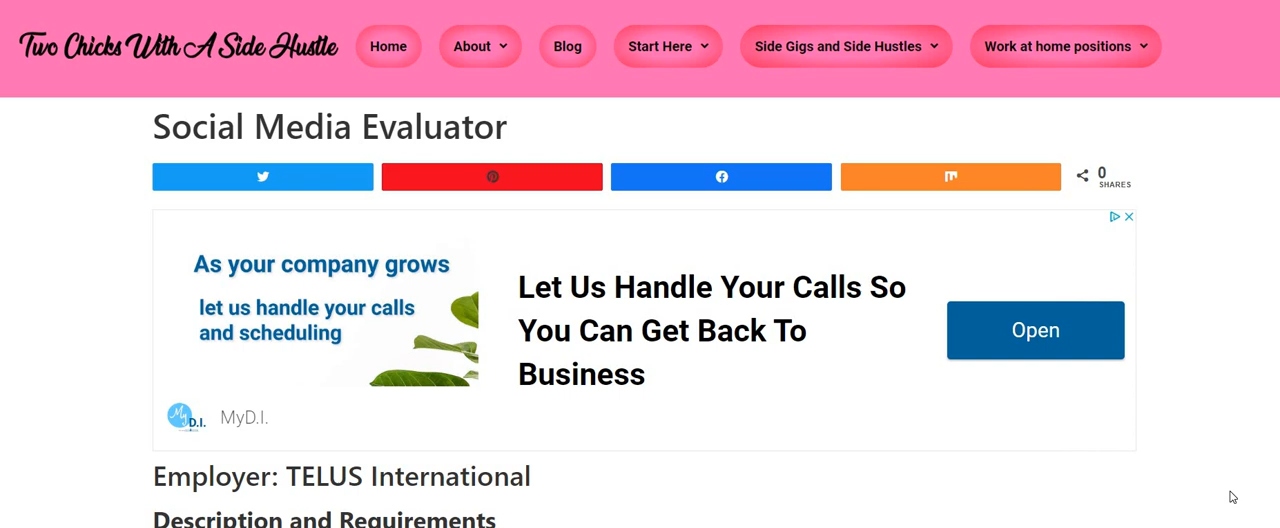 Two Chicks With A Side Hustle
Home
About
Blog
Start Here
Side Gigs and Side Hustles
Work at home positions
Social Media Evaluator
0
SHARES
As your company grows
let us handle your calls
and scheduling
Let Us Handle Your Calls So
You Can Get Back To
Business
Open
My
D.I.
MyD.I.
Employer: TELUS International
Description and Requirements